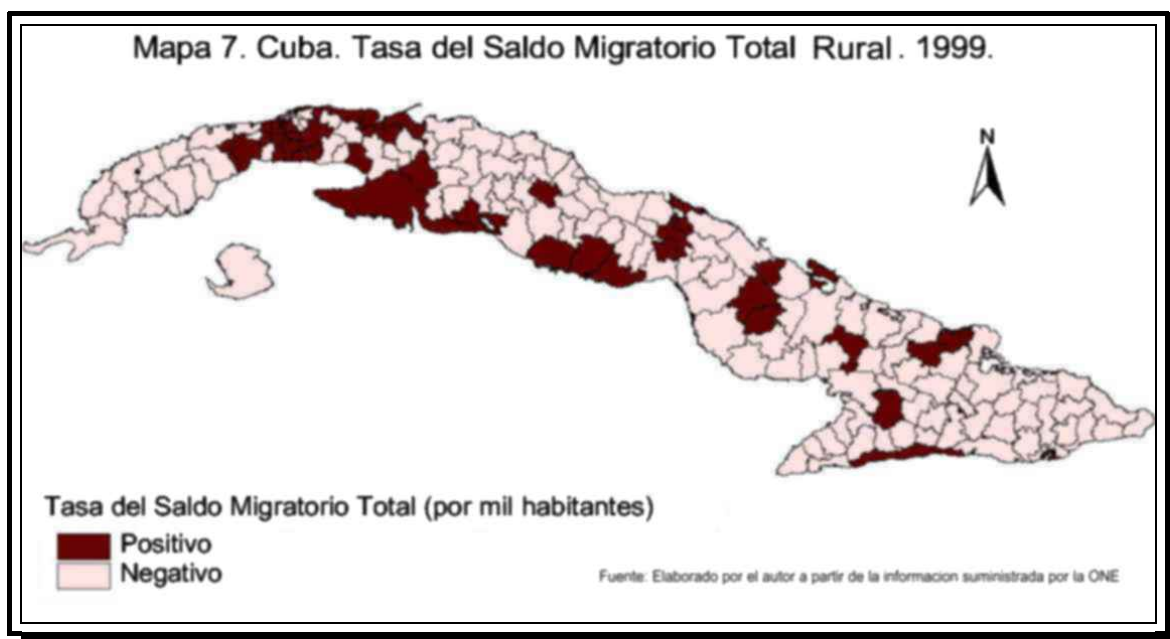 Mapa 7. Cuba. Tasa del Saldo Migratorio Total Rural . 1999.
N
Tasa del Saldo Migratorio Total (por mil habitantes)
Positivo
Negativo
Fuente: Elaborado por el autor a partir de la informacion suministrada por la ONE